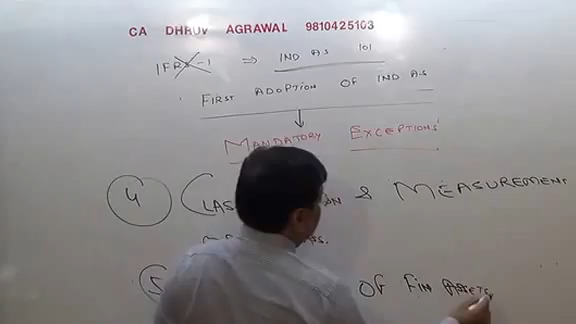 CA DHRUV AGRAWAL 9810425103
IFRS-1 ⇒ IND AS 101
FIRST ADOPTION OF IND AS
MANDATORY EXCEPTIONS
4 & MEASUREMENT
5 OF FIN ASSETS